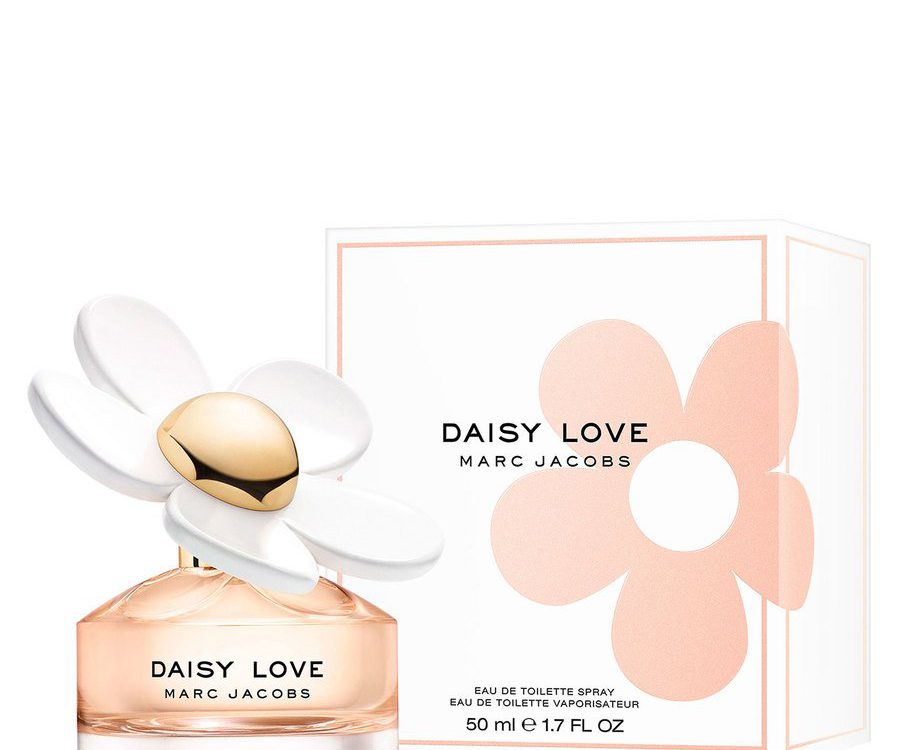 DAISY LOVE
MARC JACOBS
EAU DE TOILETTE SPRAY
EAU DE TOILETTE VAPORISATEUR
50 ml ℮ 1.7 FL OZ
DAISY LOVE
MARC JACOBS